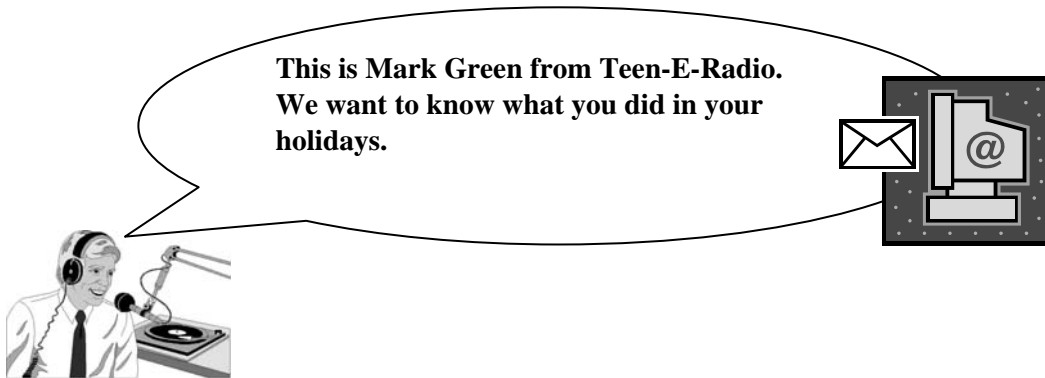 This is Mark Green from Teen-E-Radio.
We want to know what you did in your
holidays.
@